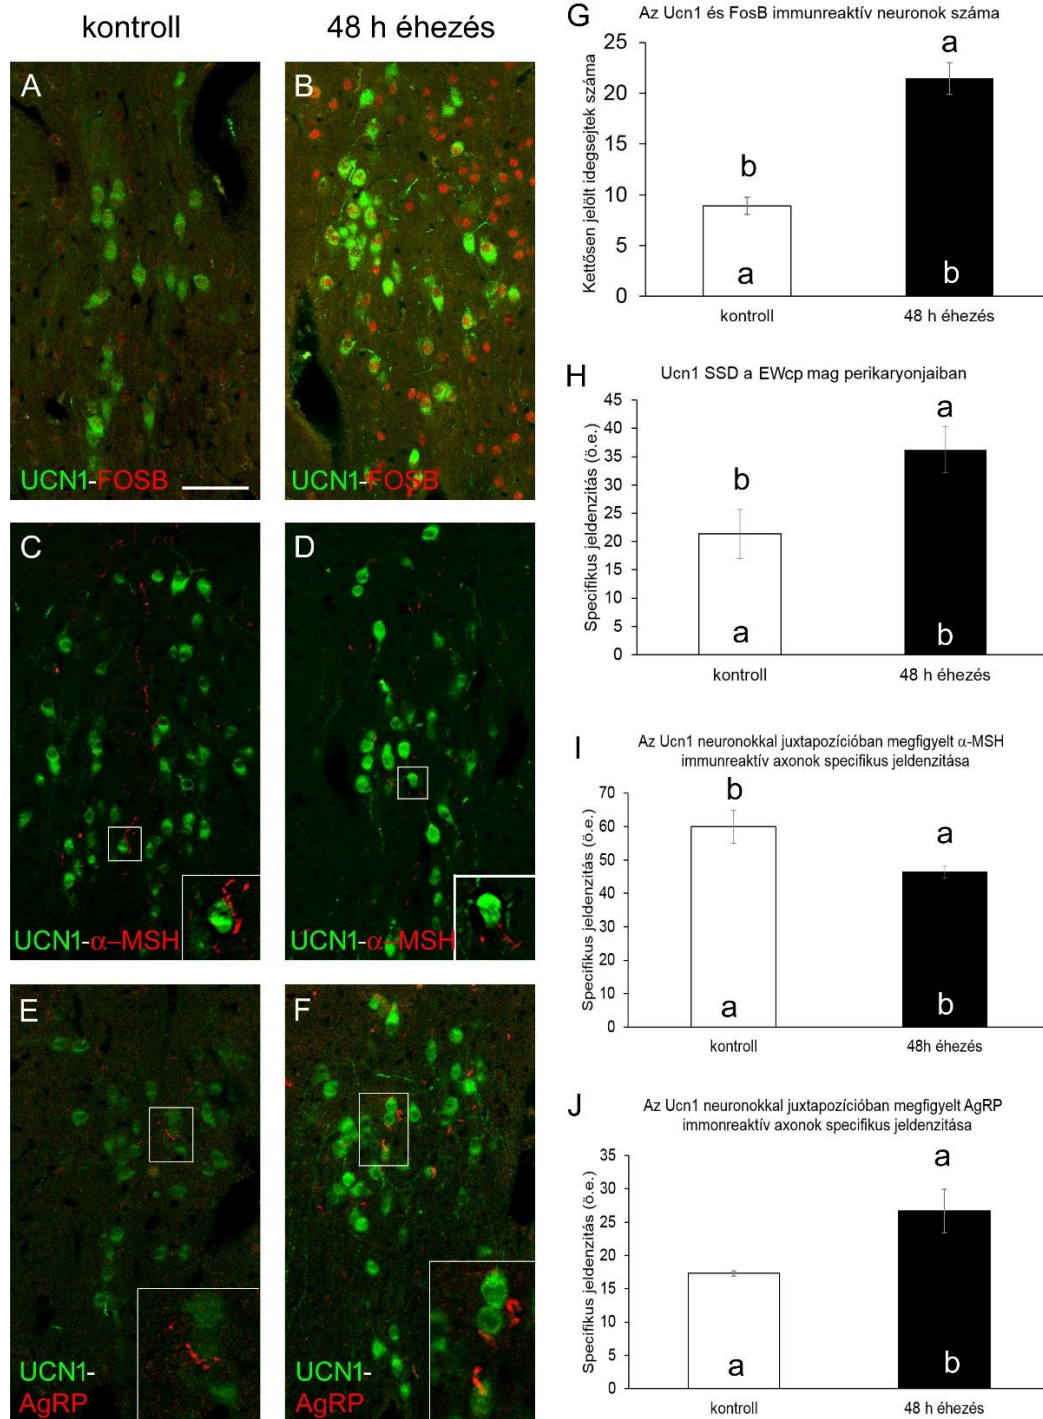 kontroll
48 h éhezés
A
UCN1-FOSB
B
UCN1-FOSB
C
UCN1-α–MSH
D
UCN1-α–MSH
E
UCN1-
AgRP
F
UCN1-
AgRP
G
Az Ucn1 és FosB immunreaktív neuronok száma
Kettősen jelölt idegsejtek száma
25
20
15
10
5
0
b
a
a
b
kontroll
48 h éhezés
H
Ucn1 SSD a EWcp mag perikaryonjaiban
Specifikus jeldenzitás (ö.e.)
45
40
35
30
25
20
15
10
5
0
b
a
a
b
kontroll
48 h éhezés
I
Az Ucn1 neuronokkal juxtapozícióban megfigyelt α-MSH
immunreaktív axonok specifikus jeldenzitása
Specifikus jeldenzitás (ö.e.)
70
60
50
40
30
20
10
0
b
a
a
b
kontroll
48h éhezés
J
Az Ucn1 neuronokkal juxtapozícióban megfigyelt AgRP
immonreaktív axonok specifikus jeldenzitása
Specifikus jeldenzitás (ö.e.)
35
30
25
20
15
10
5
0
a
a
b
kontroll
48 h éhezés